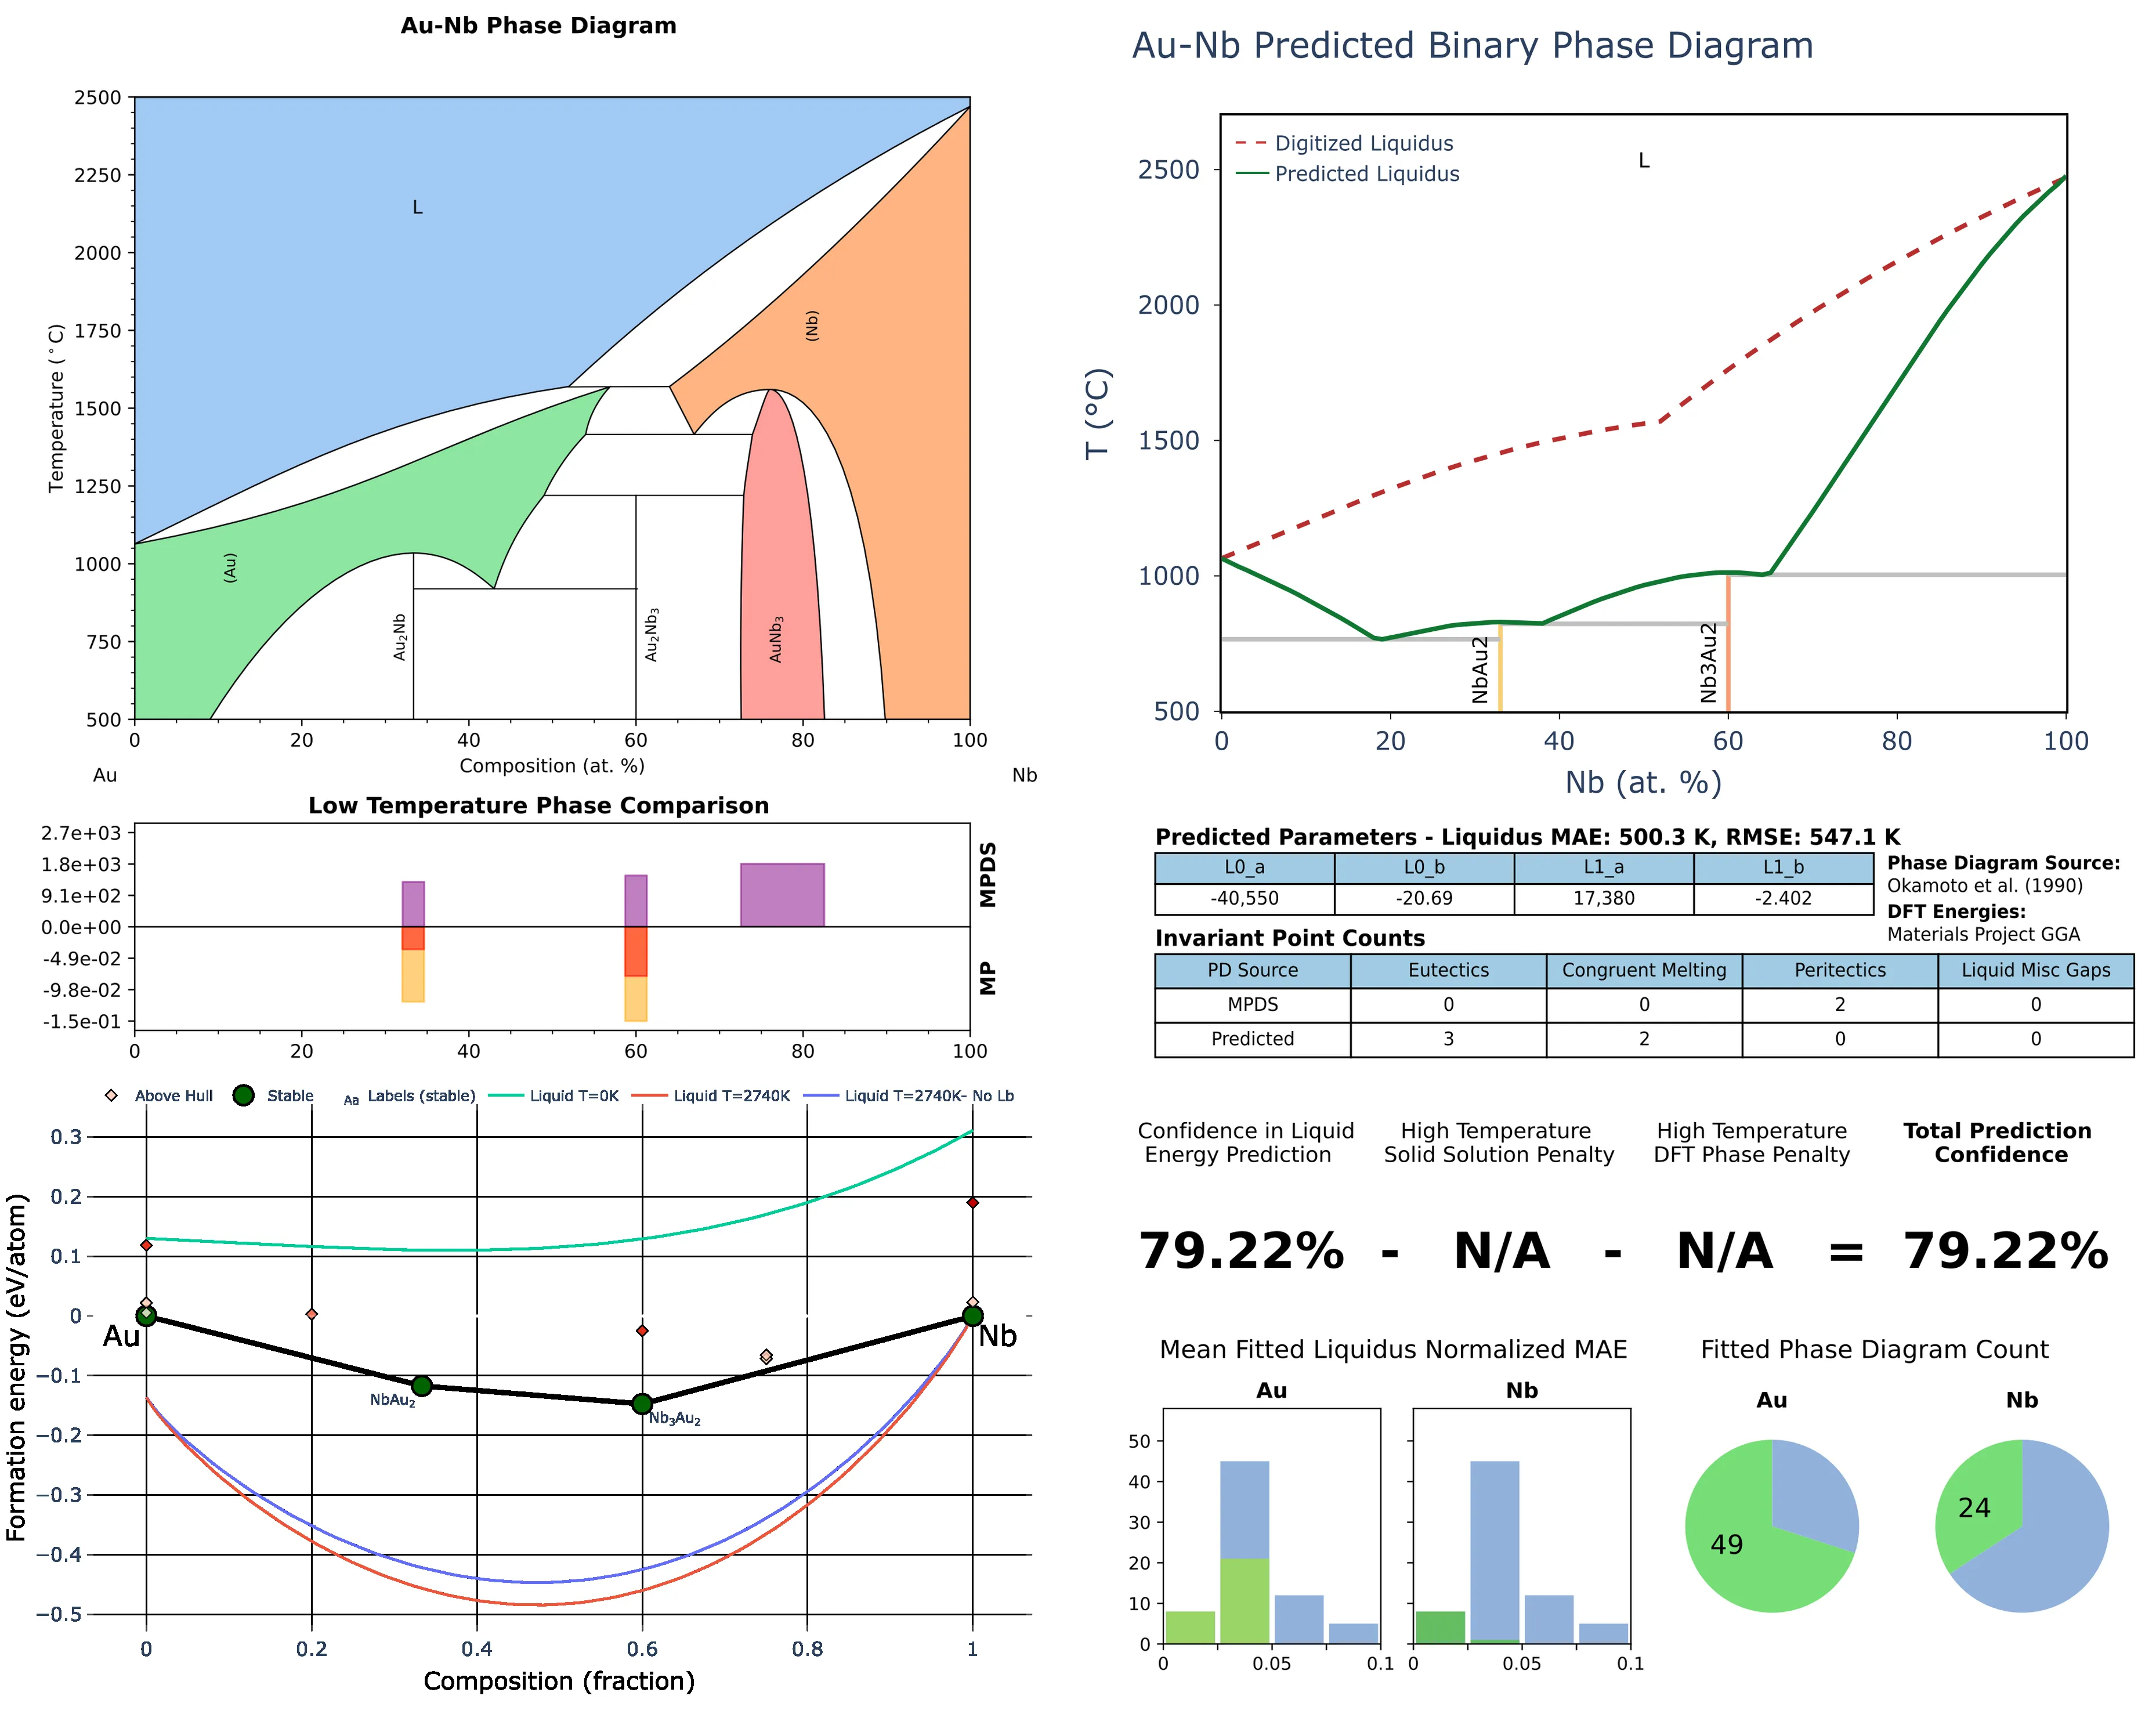 Au-Nb Phase Diagram
2500
2250
2000
1750
1500
1250
1000
750
500
Temperature (°C)
L
(Nb)
(Au)
Au2Nb
Au2Nb3
AuNb3
0
20
40
60
80
100
Composition (at. %)
Au
Nb
Au-Nb Predicted Binary Phase Diagram
Digitized Liquidus
Predicted Liquidus
L
2500
2000
1500
1000
500
T (°C)
NbAu2
Nb3Au2
0
20
40
60
80
100
Nb (at. %)
Low Temperature Phase Comparison
2.7e+03
1.8e+03
9.1e+02
0.0e+00
-4.9e-02
-9.8e-02
-1.5e-01
MPDS
MP
0
20
40
60
80
100
Predicted Parameters - Liquidus MAE: 500.3 K, RMSE: 547.1 K
L0_a L0_b L1_a L1_b
-40,550 -20.69 17,380 -2.402
Phase Diagram Source:
Okamoto et al. (1990)
DFT Energies:
Materials Project GGA
Invariant Point Counts
PD Source Eutectics Congruent Melting Peritectics Liquid Misc Gaps
MPDS 0 0 2 0
Predicted 3 2 0 0
Above Hull Stable Aa Labels (stable) Liquid T=0K Liquid T=2740K Liquid T=2740K- No Lb
0.3
0.2
0.1
0
−0.1
−0.2
−0.3
−0.4
−0.5
Formation energy (eV/atom)
Au
Nb
NbAu2
Nb3Au2
0
0.2
0.4
0.6
0.8
1
Composition (fraction)
Confidence in Liquid
Energy Prediction
High Temperature
Solid Solution Penalty
High Temperature
DFT Phase Penalty
Total Prediction
Confidence
79.22% - N/A - N/A = 79.22%
Mean Fitted Liquidus Normalized MAE
Au
Nb
50
40
30
20
10
0
0
0.05
0.1
0
0.05
0.1
Fitted Phase Diagram Count
Au
Nb
49
24